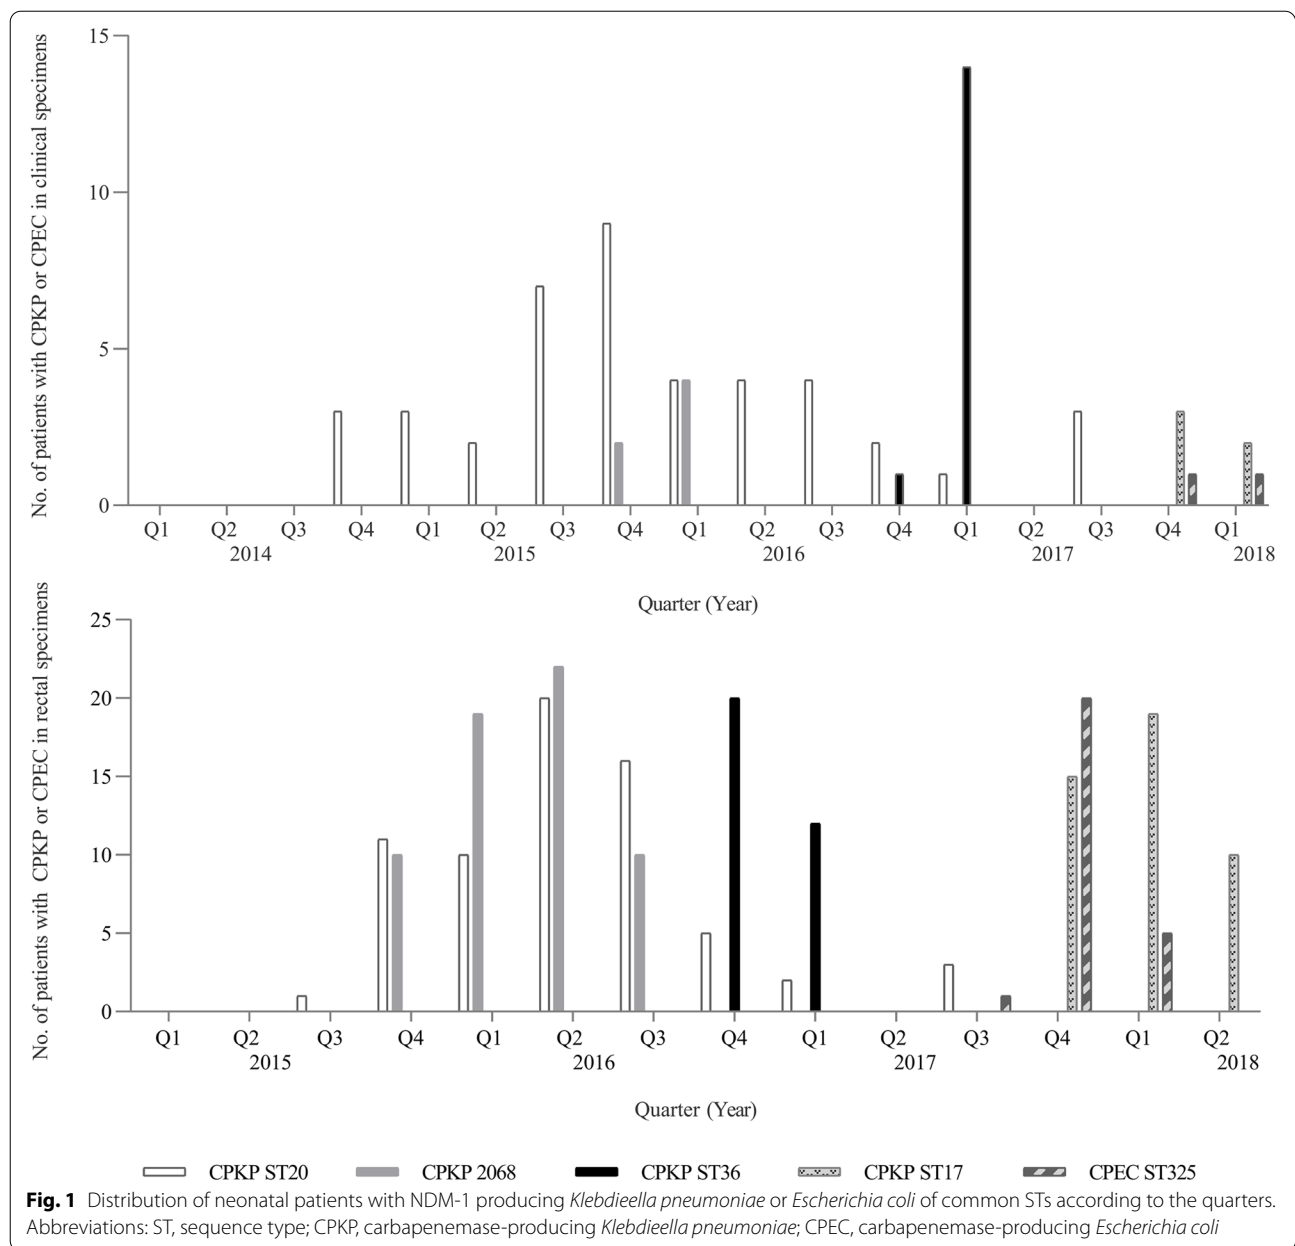 No. of patients with CPKP or CPEC in clinical specimens
15
10
5
0
Q1 Q2 Q3 Q4 Q1 Q2 Q3 Q4 Q1 Q2 Q3 Q4 Q1 Q2 Q3 Q4 Q1
2014 2015 2016 2017 2018
Quarter (Year)
No. of patients with CPKP or CPEC in rectal specimens
25
20
15
10
5
0
Q1 Q2 Q3 Q4 Q1 Q2 Q3 Q4 Q1 Q2 Q3 Q4 Q1 Q2
2015 2016 2017 2018
Quarter (Year)
CPKP ST20 CPKP 2068 CPKP ST36 CPKP ST17 CPEC ST325
Fig. 1 Distribution of neonatal patients with NDM-1 producing Klebdieella pneumoniae or Escherichia coli of common STs according to the quarters.
Abbreviations: ST, sequence type; CPKP, carbapenemase-producing Klebdieella pneumoniae; CPEC, carbapenemase-producing Escherichia coli